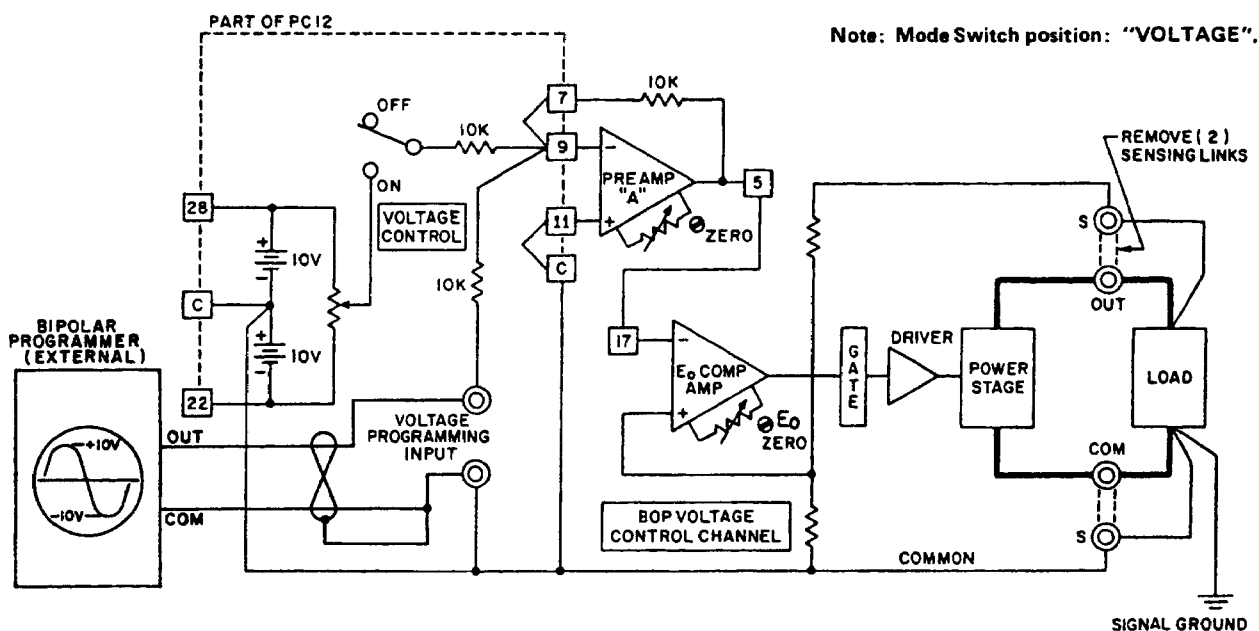 PART OF PC12
Note: Mode Switch position: "VOLTAGE".
7
10K
OFF
10K
9
−
PREAMP
"A"
5
REMOVE (2)
SENSING LINKS
ON
28
VOLTAGE
CONTROL
11
+
ZERO
S
+
10V
−
C
10K
OUT
C
+
10V
−
17
−
BIPOLAR
PROGRAMMER
(EXTERNAL)
E₀ COMP
AMP
+
E₀
ZERO
GATE
DRIVER
POWER
STAGE
LOAD
22
OUT
VOLTAGE
PROGRAMMING
INPUT
+10V
−10V
COM
COM
BOP VOLTAGE
CONTROL CHANNEL
S
COMMON
SIGNAL GROUND